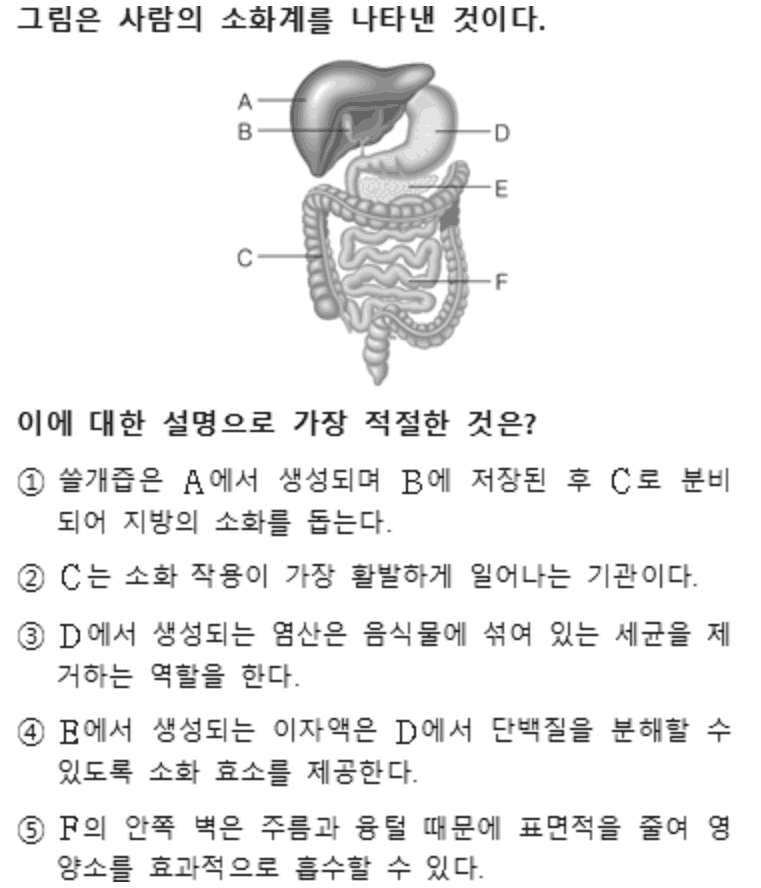 그림은 사람의 소화계를 나타낸 것이다.
A
B
D
E
C
F
이에 대한 설명으로 가장 적절한 것은?
① 쓸개즙은 A에서 생성되며 B에 저장된 후 C로 분비
되어 지방의 소화를 돕는다.
② C는 소화 작용이 가장 활발하게 일어나는 기관이다.
③ D에서 생성되는 염산은 음식물에 섞여 있는 세균을 제
거하는 역할을 한다.
④ E에서 생성되는 이자액은 D에서 단백질을 분해할 수
있도록 소화 효소를 제공한다.
⑤ F의 안쪽 벽은 주름과 융털 때문에 표면적을 줄여 영
양소를 효과적으로 흡수할 수 있다.